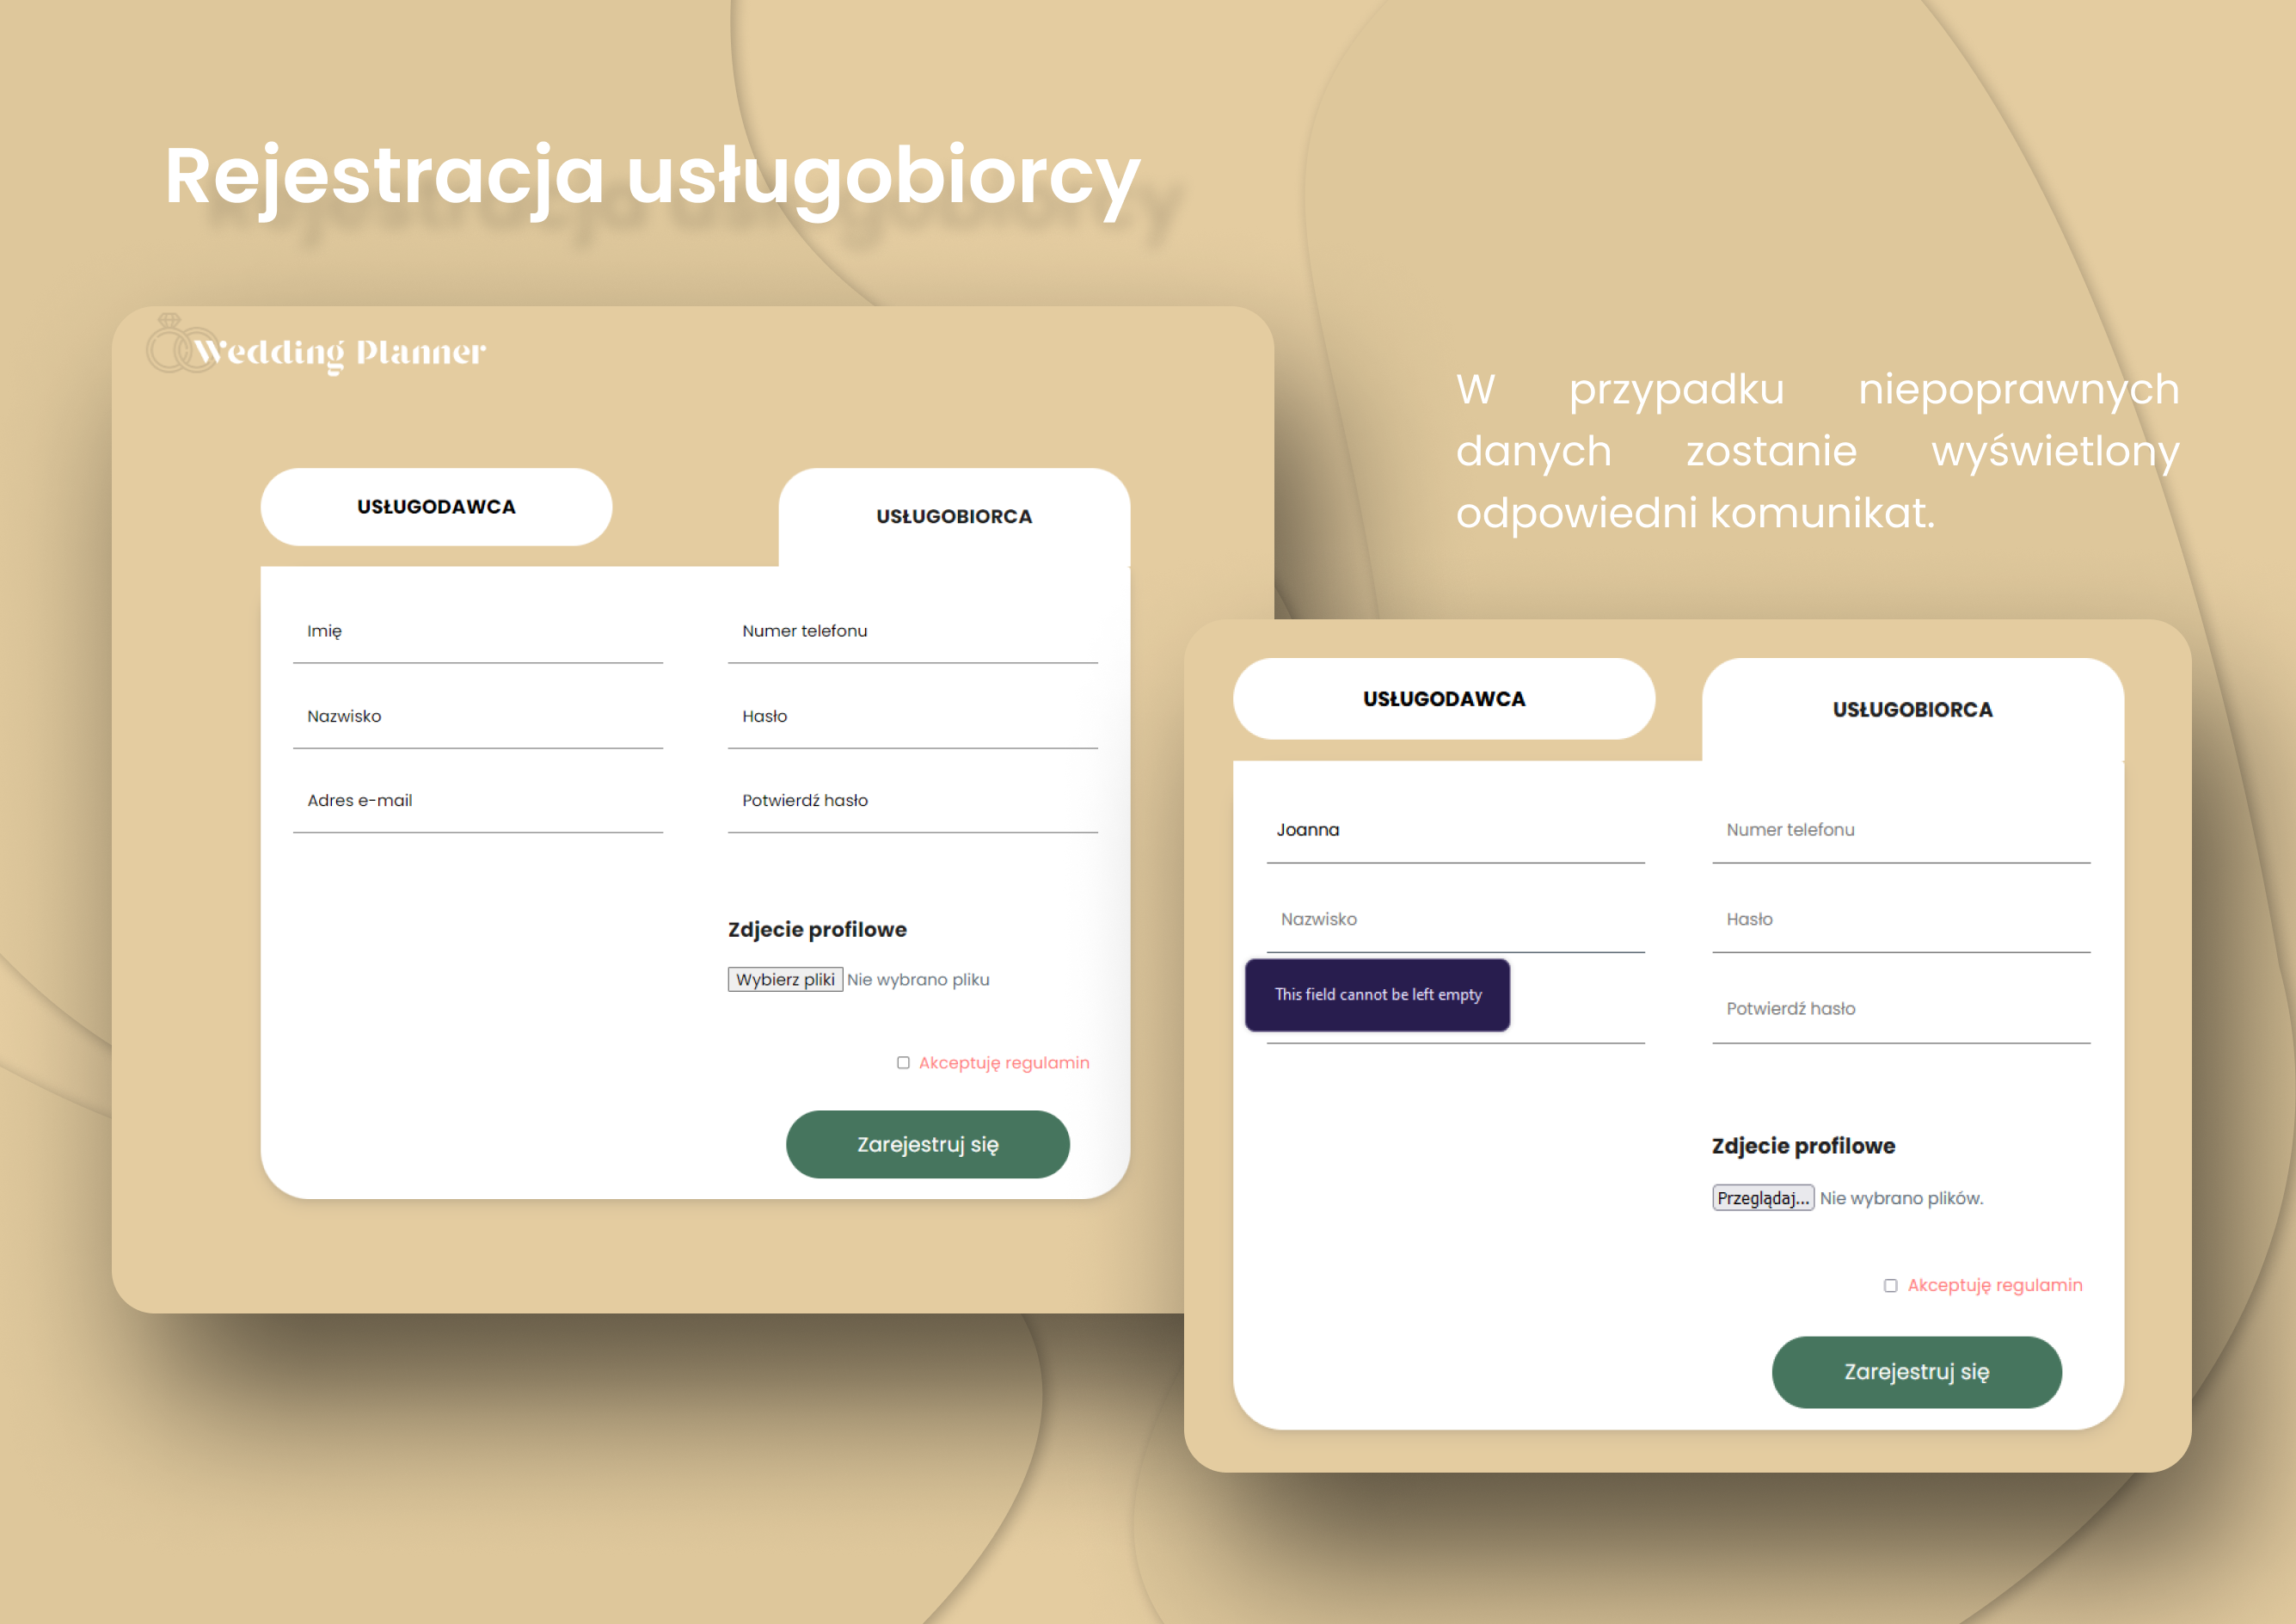 Rejestracja usługobiorcy
Wedding Planner
USŁUGODAWCA
USŁUGOBIORCA
Imię
Numer telefonu
Nazwisko
Hasło
Adres e-mail
Potwierdź hasło
Zdjecie profilowe
Wybierz pliki Nie wybrano pliku
Akceptuję regulamin
Zarejestruj się
W przypadku niepoprawnych
danych zostanie wyświetlony
odpowiedni komunikat.
USŁUGODAWCA
USŁUGOBIORCA
Joanna
Numer telefonu
Nazwisko
Hasło
This field cannot be left empty
Potwierdź hasło
Zdjecie profilowe
Przeglądaj... Nie wybrano plików.
Akceptuję regulamin
Zarejestruj się